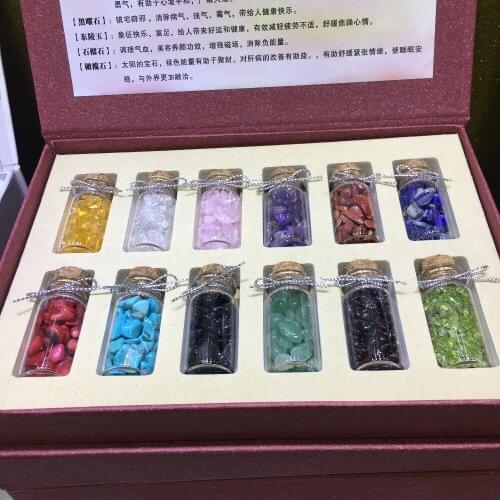 勇气，有助于心境平和，
【黑曜石】：镇宅辟邪，消除病气、浊气、霉气，带给人健康快乐。
【东陵玉】：象征快乐、富足，给人带来好运和健康，有效减轻疲劳不适，舒缓焦躁心情。
【石榴石】：调理气血，美容养颜功效，增强磁场，消除负能量。
【橄榄石】：太阳的宝石，绿色能量有助于聚财。对肝病的改善有助益。，有助舒缓紧张情绪，使睡眠安
稳，与外界更加融洽。